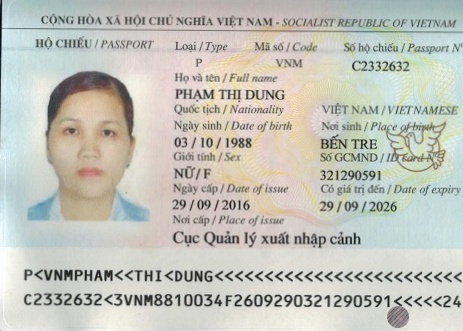 CỘNG HÒA XÃ HỘI CHỦ NGHĨA VIỆT NAM - SOCIALIST REPUBLIC OF VIETNAM
HỘ CHIẾU / PASSPORT
Loại / Type Mã số / Code Số hộ chiếu / Passport N
P VNM C2332632
Họ và tên / Full name
PHẠM THỊ DUNG
Quốc tịch / Nationality VIỆT NAM / VIETNAMESE
Ngày sinh / Date of birth Nơi sinh / Place of birth
03 / 10 / 1988 BẾN TRE
Giới tính / Sex Số GCMND / ID card Nº
NỮ / F 321290591
Ngày cấp / Date of issue Có giá trị đến / Date of expiry
29 / 09 / 2016 29 / 09 / 2026
Nơi cấp / Place of issue
Cục Quản lý xuất nhập cảnh
P<VNMPHAM<<THI<DUNG<<<<<<<<<<<<<<<<<<<<<
C2332632<3VNM8810034F2609290321290591<<<<<24